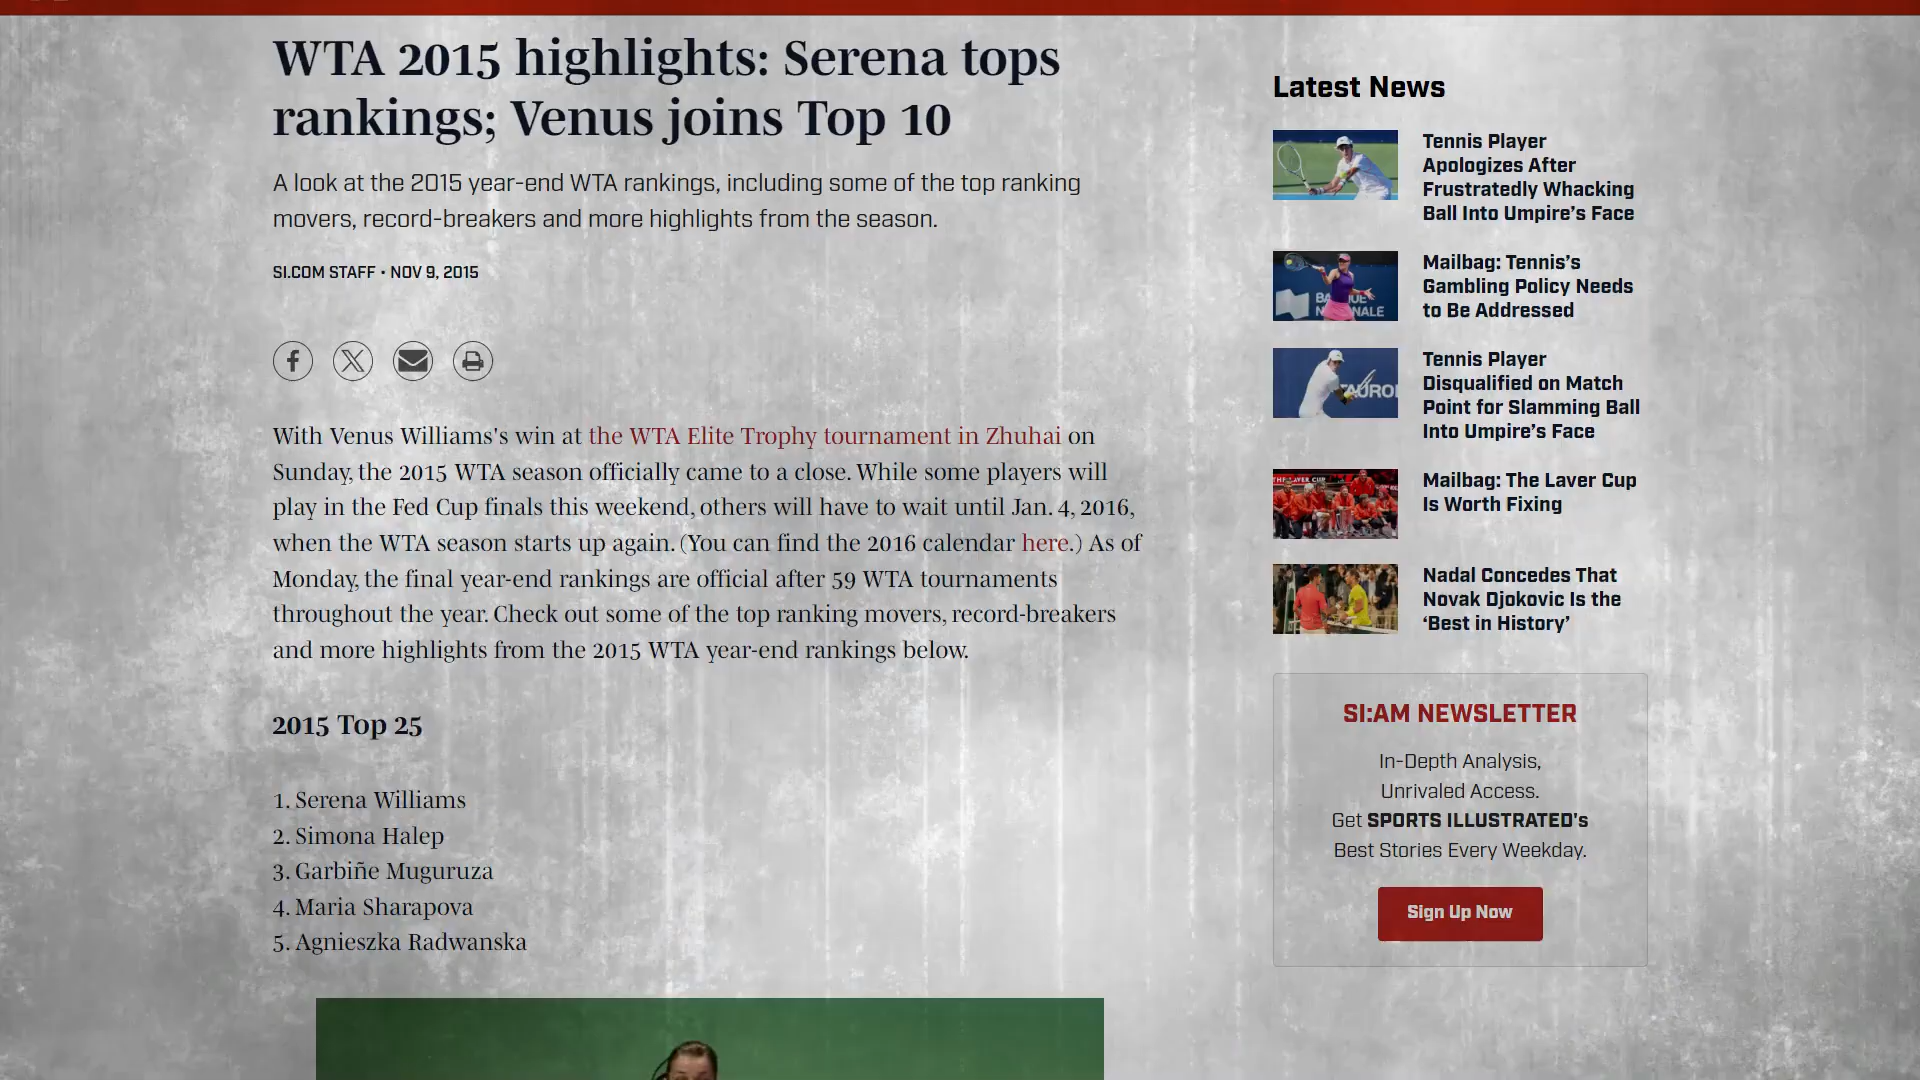 WTA 2015 highlights: Serena tops
rankings; Venus joins Top 10
A look at the 2015 year-end WTA rankings, including some of the top ranking
movers, record-breakers and more highlights from the season.
SI.COM STAFF • NOV 9, 2015
With Venus Williams's win at the WTA Elite Trophy tournament in Zhuhai on
Sunday, the 2015 WTA season officially came to a close. While some players will
play in the Fed Cup finals this weekend, others will have to wait until Jan. 4, 2016,
when the WTA season starts up again. (You can find the 2016 calendar here.) As of
Monday, the final year-end rankings are official after 59 WTA tournaments
throughout the year. Check out some of the top ranking movers, record-breakers
and more highlights from the 2015 WTA year-end rankings below.
2015 Top 25
1. Serena Williams
2. Simona Halep
3. Garbiñe Muguruza
4. Maria Sharapova
5. Agnieszka Radwanska
Latest News
Tennis Player
Apologizes After
Frustratedly Whacking
Ball Into Umpire’s Face
Mailbag: Tennis’s
Gambling Policy Needs
to Be Addressed
Tennis Player
Disqualified on Match
Point for Slamming Ball
Into Umpire’s Face
TAURO
Mailbag: The Laver Cup
Is Worth Fixing
Nadal Concedes That
Novak Djokovic Is the
‘Best in History’
SI:AM NEWSLETTER
In-Depth Analysis,
Unrivaled Access.
Get SPORTS ILLUSTRATED's
Best Stories Every Weekday.
Sign Up Now